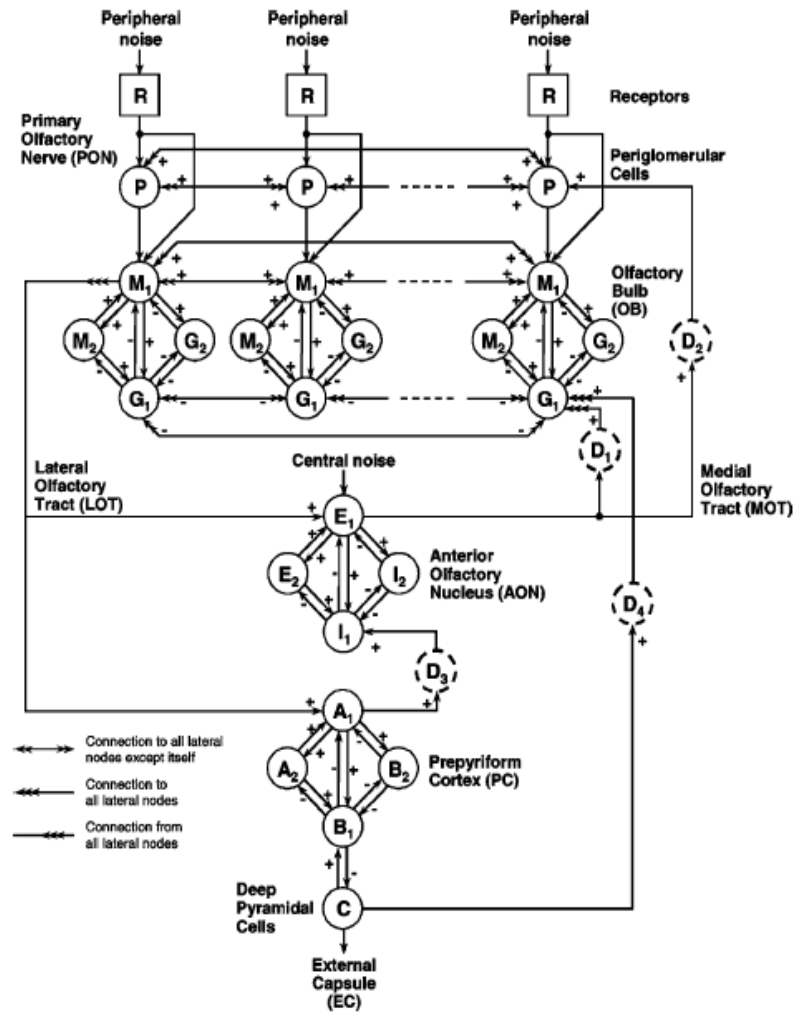 Peripheral noise
Peripheral noise
Peripheral noise
R
R
R
Receptors
Primary
Olfactory
Nerve (PON)
Periglomerular
Cells
+ +
P
+ + +
P
+ + +
P
+
+
M1
+ + +
M1
+ + +
M1
Olfactory
Bulb
(OB)
+ + - -
M2
- +
G2
+ + - -
M2
- +
G2
+ + - -
M2
- +
G2
D2
+
+ - - -
G1
- -
+ - - -
G1
- -
+ - - -
G1
+
+
- -
D1
Lateral
Olfactory
Tract (LOT)
Central noise
Medial
Olfactory
Tract (MOT)
+
E1
+ + - +
E2
- +
I2
Anterior
Olfactory
Nucleus (AON)
D4
+
+ - - -
I1
+
D3
+
+
A1
+ + - +
A2
- +
B2
Prepyriform
Cortex (PC)
+ - - -
B1
+ -
Connection to all lateral
nodes except itself
Connection to
all lateral nodes
Connection from
all lateral nodes
Deep
Pyramidal
Cells
C
External
Capsule
(EC)